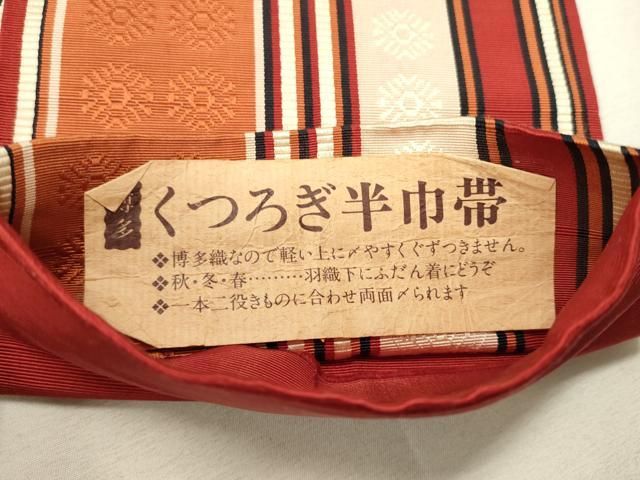 博多
くつろぎ半巾帯
❖博多織なので軽い上に〆やすくぐずつきません。
❖秋・冬・春………羽織下にふだん着にどうぞ
❖一本二役きものに合わせ両面〆られます